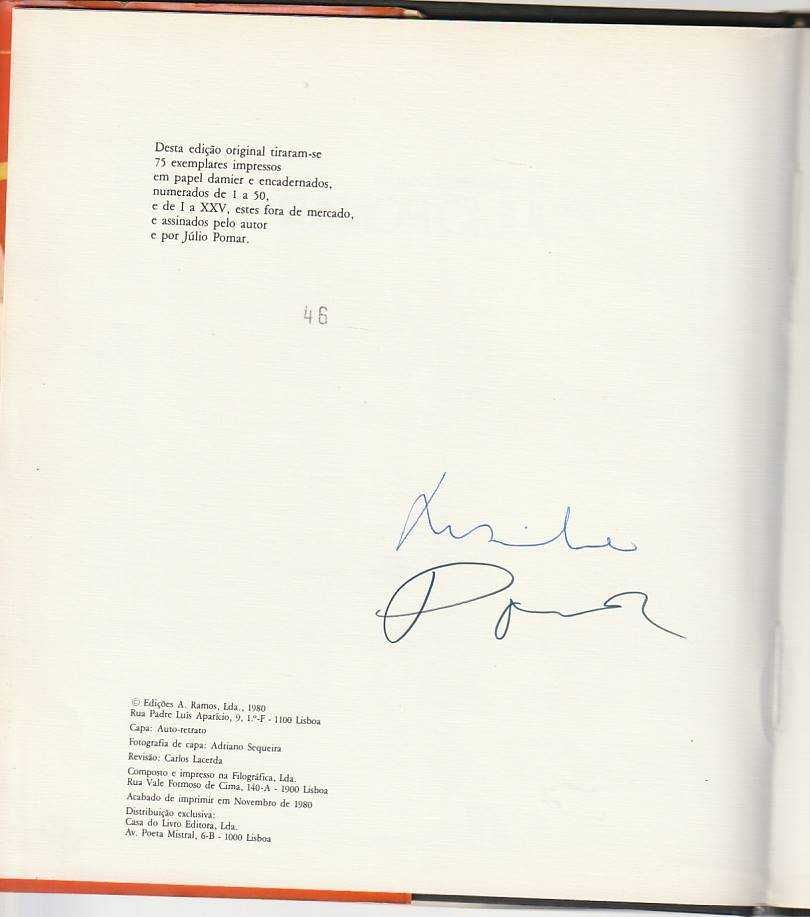 Desta edição original tiraram-se
75 exemplares impressos
em papel damier e encadernados,
numerados de 1 a 50,
e de I a XXV, estes fora de mercado,
e assinados pelo autor
e por Júlio Pomar.
46
Pomar
© Edições A. Ramos, Lda., 1980
Rua Padre Luís Aparício, 9, 1.º-F - 1100 Lisboa
Capa: Auto-retrato
Fotografia de capa: Adriano Sequeira
Revisão: Carlos Lacerda
Composto e impresso na Filográfica, Lda.
Rua Vale Formoso de Cima, 140-A - 1900 Lisboa
Acabado de imprimir em Novembro de 1980
Distribuição exclusiva:
Casa do Livro Editora, Lda.
Av. Poeta Mistral, 6-B - 1000 Lisboa